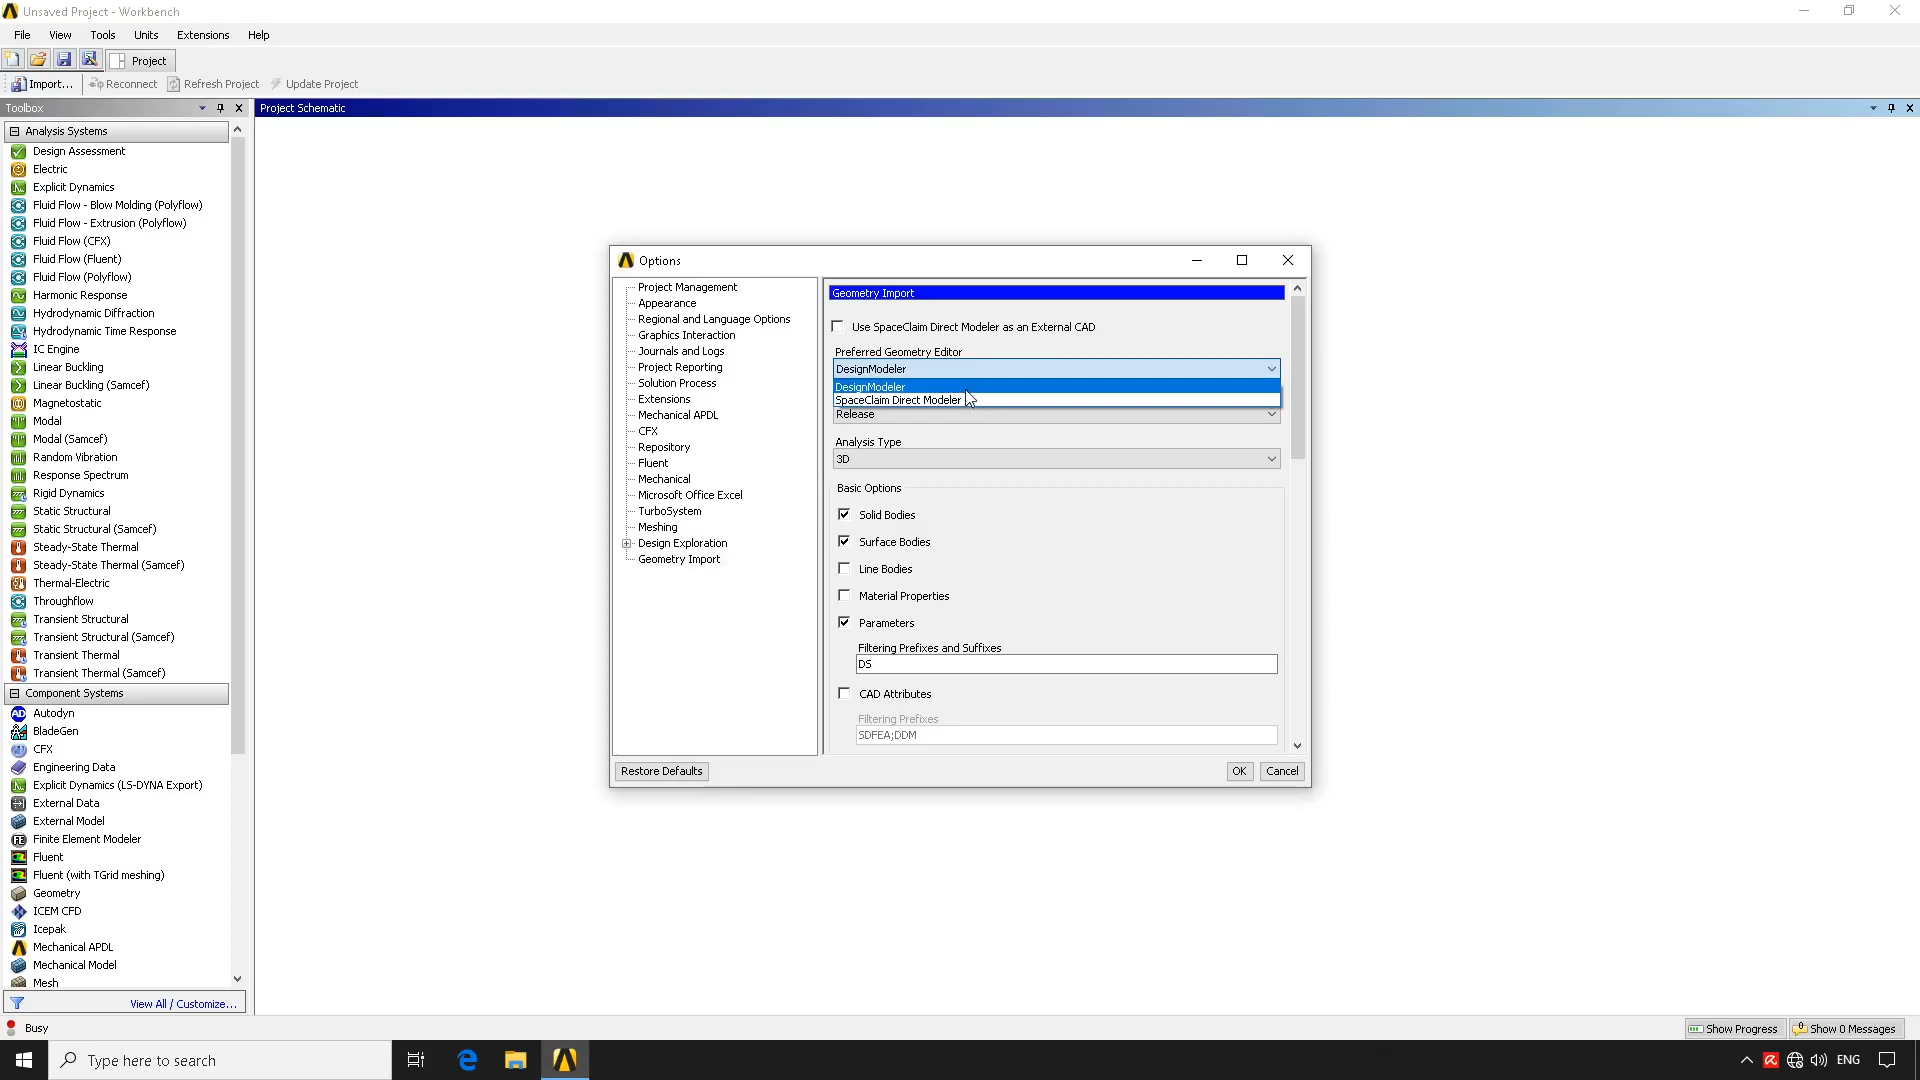 Unsaved Project - Workbench
File View Tools Units Extensions Help
Project
Import... Reconnect Refresh Project Update Project
Toolbox
Project Schematic
Analysis Systems
Design Assessment
Electric
Explicit Dynamics
Fluid Flow - Blow Molding (Polyflow)
Fluid Flow - Extrusion (Polyflow)
Fluid Flow (CFX)
Fluid Flow (Fluent)
Fluid Flow (Polyflow)
Harmonic Response
Hydrodynamic Diffraction
Hydrodynamic Time Response
IC Engine
Linear Buckling
Linear Buckling (Samcef)
Magnetostatic
Modal
Modal (Samcef)
Random Vibration
Response Spectrum
Rigid Dynamics
Static Structural
Static Structural (Samcef)
Steady-State Thermal
Steady-State Thermal (Samcef)
Thermal-Electric
Throughflow
Transient Structural
Transient Structural (Samcef)
Transient Thermal
Transient Thermal (Samcef)
Component Systems
Autodyn
BladeGen
CFX
Engineering Data
Explicit Dynamics (LS-DYNA Export)
External Data
External Model
Finite Element Modeler
Fluent
Fluent (with TGrid meshing)
Geometry
ICEM CFD
Icepak
Mechanical APDL
Mechanical Model
Mesh
View All / Customize...
Options
Project Management
Appearance
Regional and Language Options
Graphics Interaction
Journals and Logs
Project Reporting
Solution Process
Extensions
Mechanical APDL
CFX
Repository
Fluent
Mechanical
Microsoft Office Excel
TurboSystem
Meshing
Design Exploration
Geometry Import
Geometry Import
Use SpaceClaim Direct Modeler as an External CAD
Preferred Geometry Editor
DesignModeler
DesignModeler
SpaceClaim Direct Modeler
Release
Analysis Type
3D
Basic Options
Solid Bodies
Surface Bodies
Line Bodies
Material Properties
Parameters
Filtering Prefixes and Suffixes
DS
CAD Attributes
Filtering Prefixes
SDFEA;DDM
Restore Defaults
OK
Cancel
Busy
Show Progress
Show 0 Messages
Type here to search
ENG